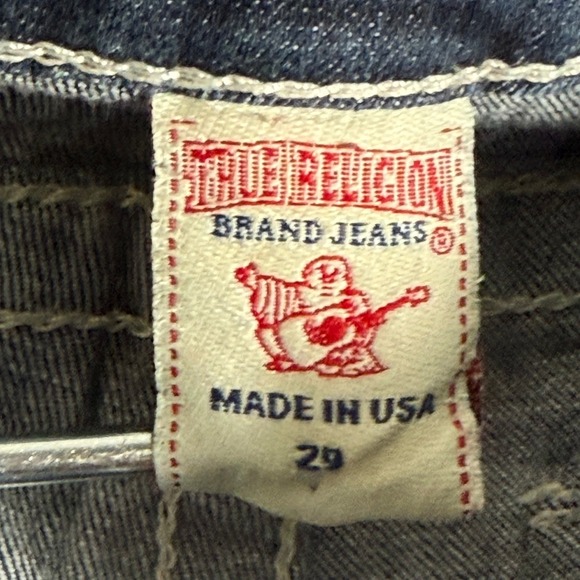 TRUE RELIGION
BRAND JEANS®
MADE IN USA
29